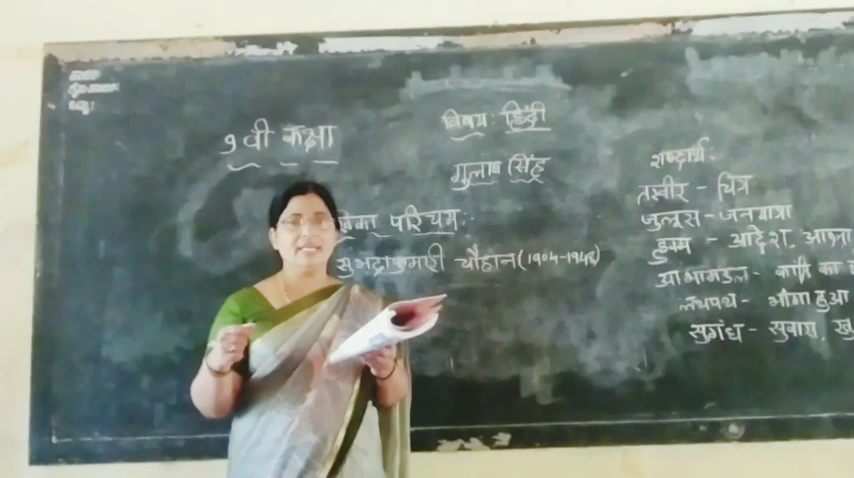 9 वी कक्षा
विषय: हिंदी
गुलाब सिंह
परिचय:-
सुभद्राकुमारी चौहान (1904-1948)
शब्दार्थ:
तस्वीर - चित्र
जुलूस - जनयात्रा
हुक्म - आदेश, आज्ञा
आभामंडल - कांति का
लथपथ - भीगा हुआ
सुगंध - सुवास,